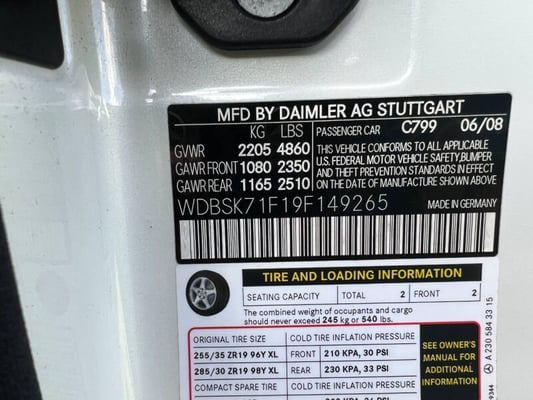 MFD BY DAIMLER AG STUTTGART
KG LBS PASSENGER CAR C799 06/08
GVWR 2205 4860
GAWR FRONT 1080 2350
GAWR REAR 1165 2510
THIS VEHICLE CONFORMS TO ALL APPLICABLE
U.S. FEDERAL MOTOR VEHICLE SAFETY, BUMPER
AND THEFT PREVENTION STANDARDS IN EFFECT
ON THE DATE OF MANUFACTURE SHOWN ABOVE
WDBSK71F19F149265 MADE IN GERMANY
TIRE AND LOADING INFORMATION
SEATING CAPACITY TOTAL 2 FRONT 2
The combined weight of occupants and cargo
should never exceed 245 kg or 540 lbs.
ORIGINAL TIRE SIZE COLD TIRE INFLATION PRESSURE
255/35 ZR19 96Y XL FRONT 210 KPA, 30 PSI
285/30 ZR19 98Y XL REAR 230 KPA, 33 PSI
COMPACT SPARE TIRE COLD TIRE INFLATION PRESSURE
SEE OWNER'S
MANUAL FOR
ADDITIONAL
INFORMATION
A 230 584 33 15